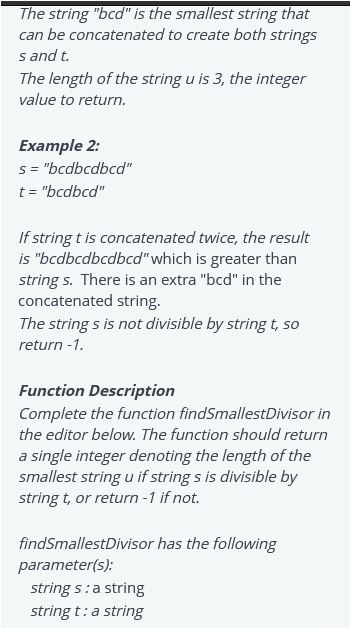 The string "bcd" is the smallest string that
can be concatenated to create both strings
s and t.
The length of the string u is 3, the integer
value to return.
Example 2:
s = "bcdbcdbcd"
t = "bcdbcd"
If string t is concatenated twice, the result
is "bcdbcdbcdbcd" which is greater than
string s. There is an extra "bcd" in the
concatenated string.
The string s is not divisible by string t, so
return -1.
Function Description
Complete the function findSmallestDivisor in
the editor below. The function should return
a single integer denoting the length of the
smallest string u if string s is divisible by
string t, or return -1 if not.
findSmallestDivisor has the following
parameter(s):
string s : a string
string t : a string